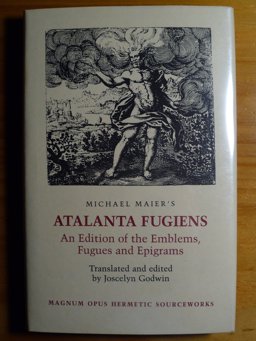 MICHAEL MAIER'S
ATALANTA FUGIENS
An Edition of the Emblems,
Fugues and Epigrams
Translated and edited
by Joscelyn Godwin
MAGNUM OPUS HERMETIC SOURCEWORKS